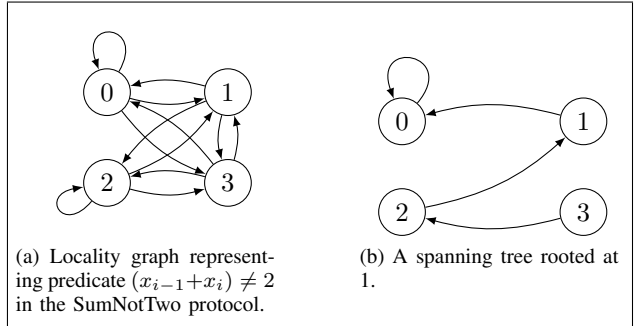 0
1
2
3
0
1
2
3
(a) Locality graph represent-
ing predicate (x_{i−1}+x_i) ≠ 2
in the SumNotTwo protocol.
(b) A spanning tree rooted at
1.